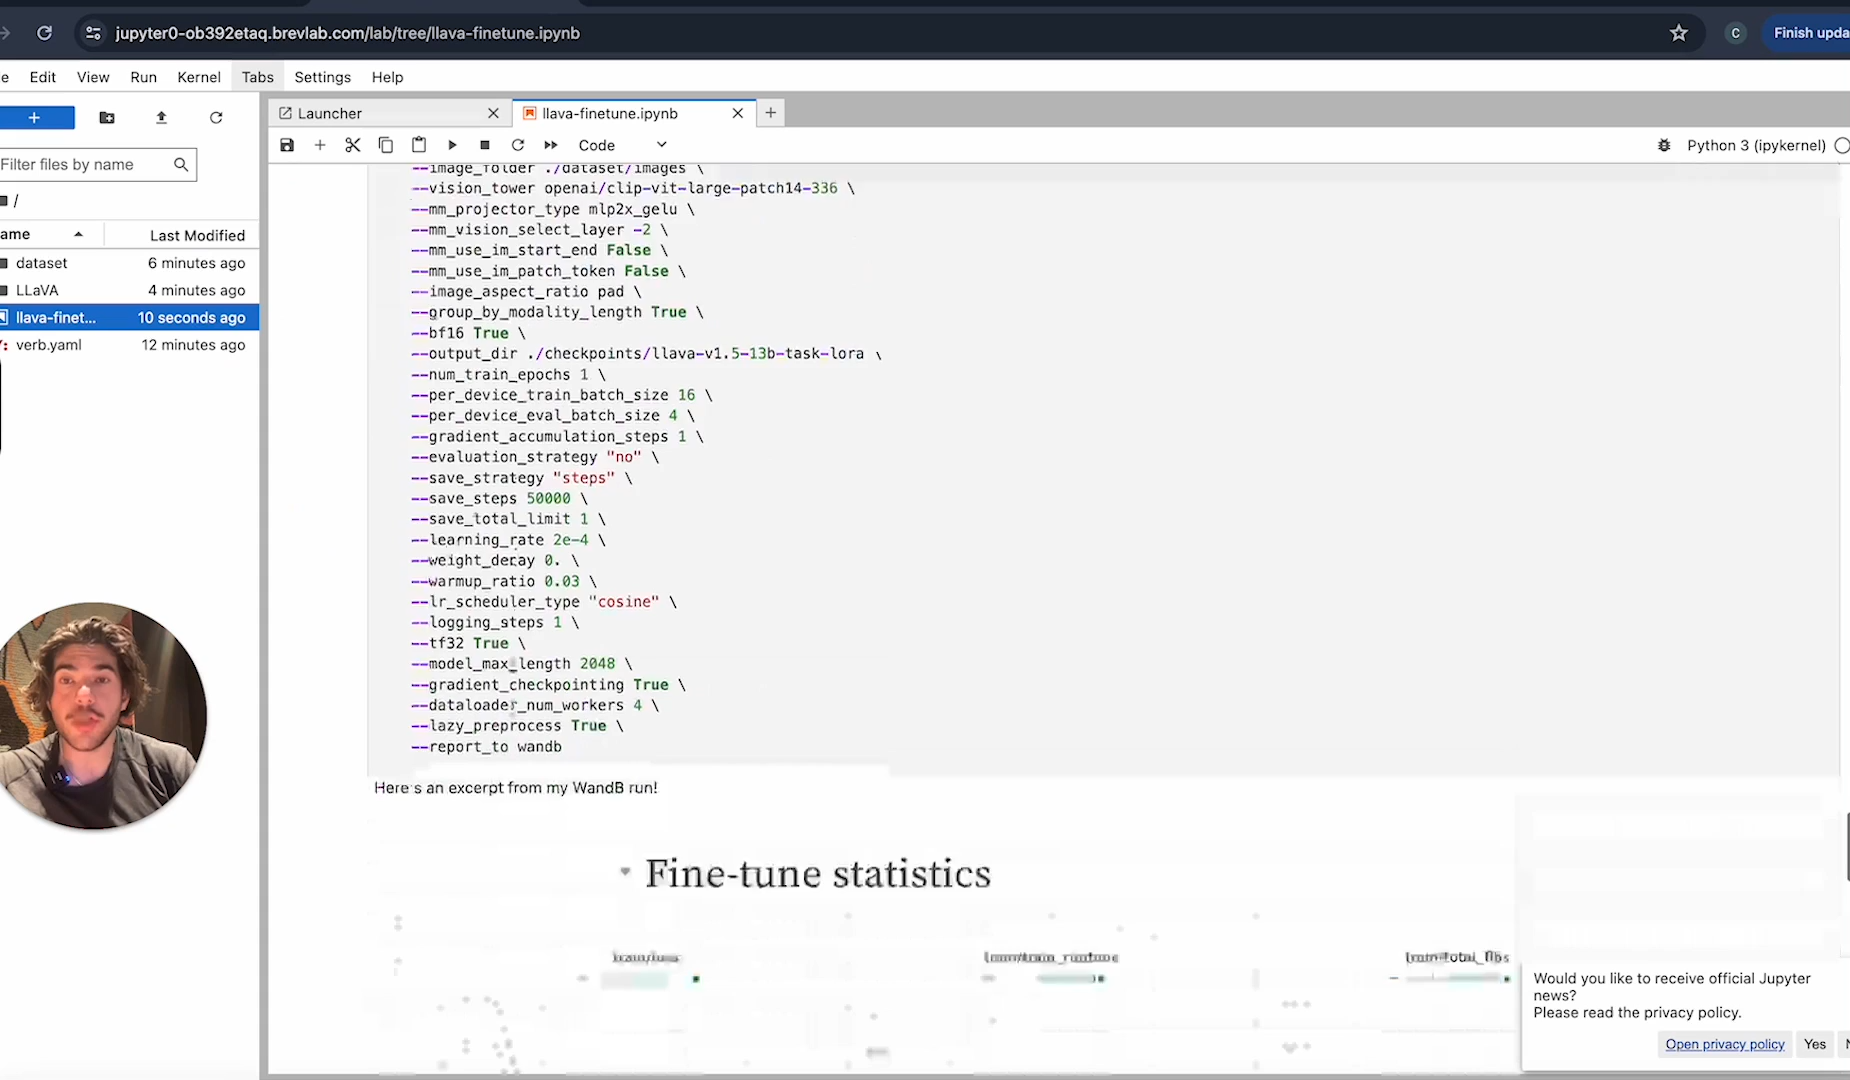 jupyter0-ob392etaq.brevlab.com/lab/tree/llava-finetune.ipynb
C
Finish upda
e Edit View Run Kernel Tabs Settings Help
Launcher
llava-finetune.ipynb
Filter files by name
Code
Python 3 (ipykernel)
/
ame Last Modified
dataset 6 minutes ago
LLaVA 4 minutes ago
llava-finet... 10 seconds ago
verb.yaml 12 minutes ago
--image_folder ./dataset/images \
--vision_tower openai/clip-vit-large-patch14-336 \
--mm_projector_type mlp2x_gelu \
--mm_vision_select_layer -2 \
--mm_use_im_start_end False \
--mm_use_im_patch_token False \
--image_aspect_ratio pad \
--group_by_modality_length True \
--bf16 True \
--output_dir ./checkpoints/llava-v1.5-13b-task-lora \
--num_train_epochs 1 \
--per_device_train_batch_size 16 \
--per_device_eval_batch_size 4 \
--gradient_accumulation_steps 1 \
--evaluation_strategy "no" \
--save_strategy "steps" \
--save_steps 50000 \
--save_total_limit 1 \
--learning_rate 2e-4 \
--weight_decay 0. \
--warmup_ratio 0.03 \
--lr_scheduler_type "cosine" \
--logging_steps 1 \
--tf32 True \
--model_max_length 2048 \
--gradient_checkpointing True \
--dataloader_num_workers 4 \
--lazy_preprocess True \
--report_to wandb
Here's an excerpt from my WandB run!
Fine-tune statistics
train/train_runtime
train/total_flos
Would you like to receive official Jupyter
news?
Please read the privacy policy.
Open privacy policy
Yes